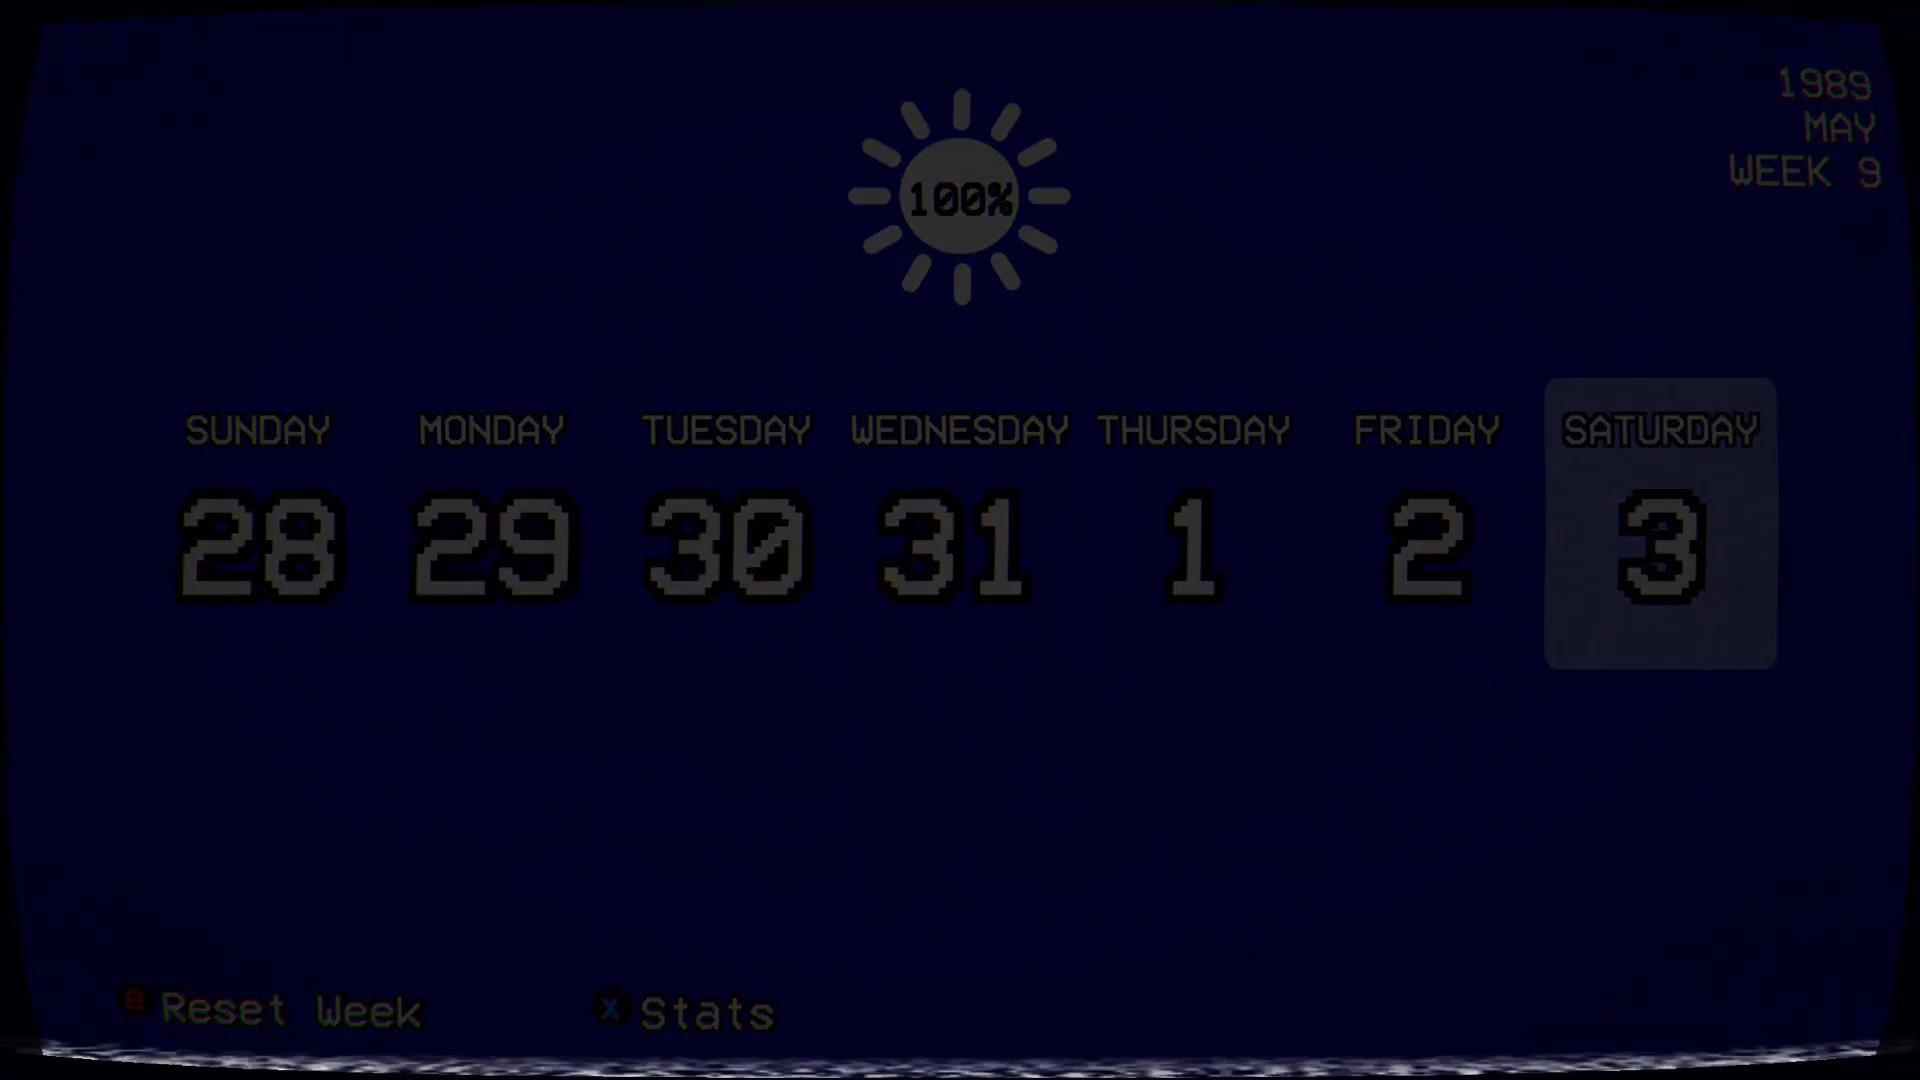 1989
MAY
WEEK 9
100%
SUNDAY MONDAY TUESDAY WEDNESDAY THURSDAY FRIDAY SATURDAY
28 29 30 31 1 2 3
B Reset Week X Stats